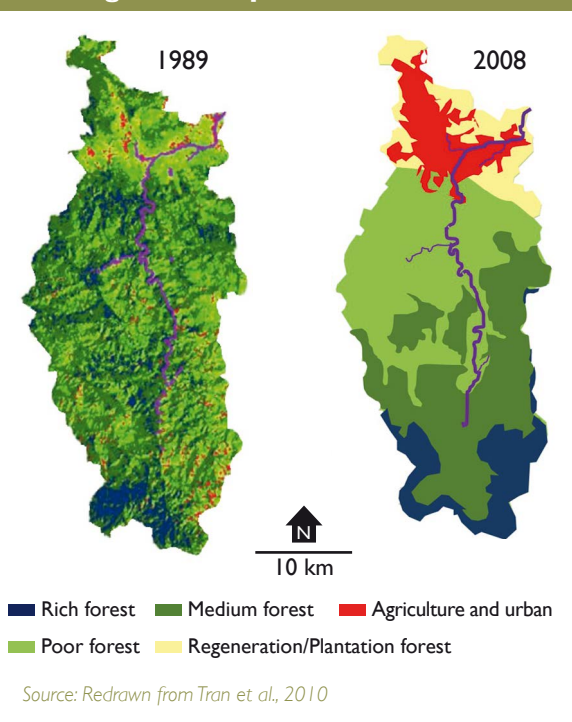 1989
2008
N
10 km
Rich forest
Medium forest
Agriculture and urban
Poor forest
Regeneration/Plantation forest
Source: Redrawn from Tran et al., 2010